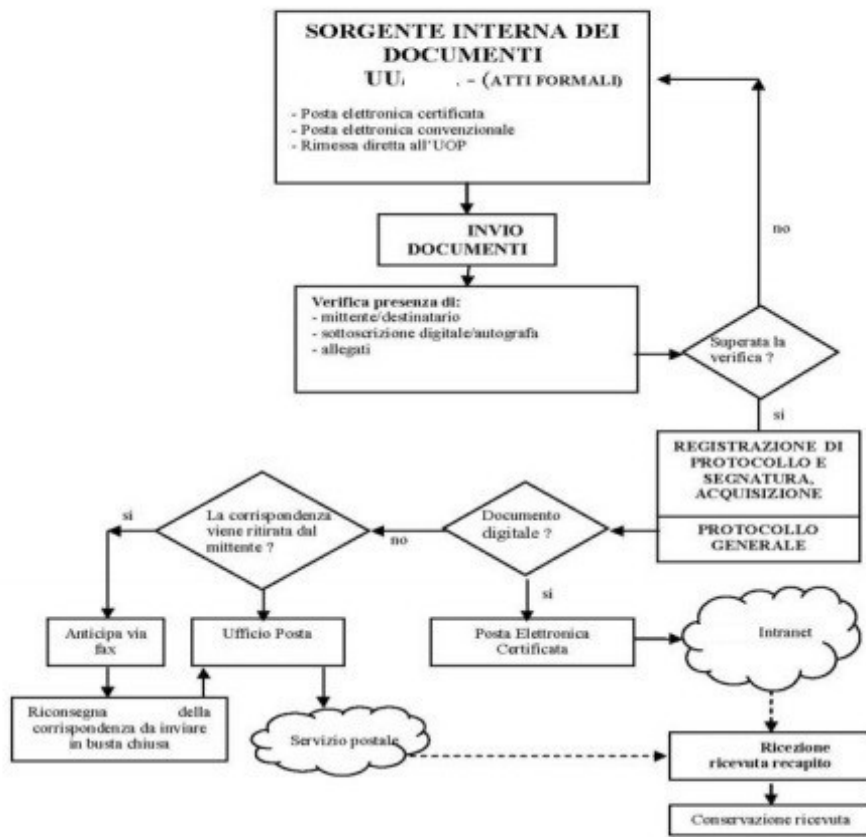 SORGENTE INTERNA DEI
DOCUMENTI
- (ATTI FORMALI)
- Posta elettronica certificata
- Posta elettronica convenzionale
- Rimessa diretta all'UOP
INVIO
DOCUMENTI
no
Verifica presenza di:
- mittente/destinatario
- sottoscrizione digitale/autografa
- allegati
Superata la
verifica ?
si
REGISTRAZIONE DI
PROTOCOLLO E
SEGNATURA,
ACQUISIZIONE
PROTOCOLLO
GENERALE
Documento
digitale ?
no
si
La corrispondenza
viene ritirata dal
mittente ?
si
Anticipa via
fax
Ufficio Posta
Posta Elettronica
Certificata
Intranet
Riconsegna della
corrispondenza da inviare
in busta chiusa
Servizio postale
Ricezione
ricevuta recapito
Conservazione ricevuta